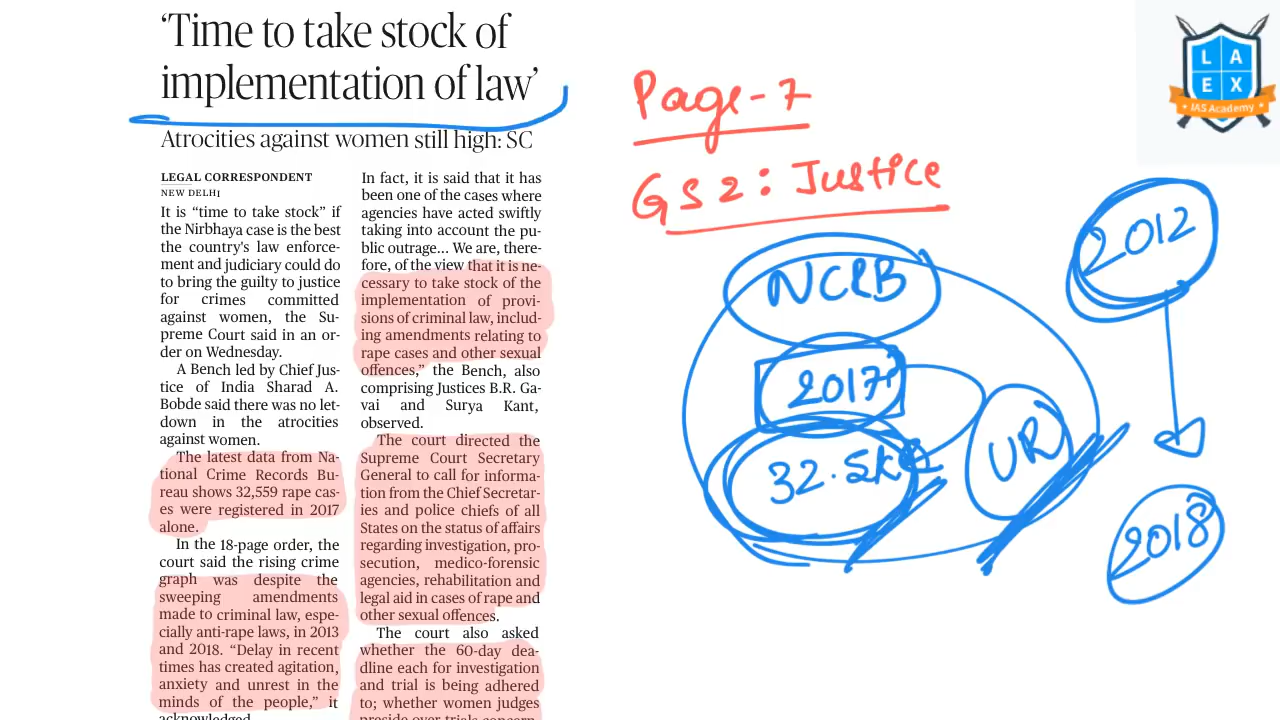 ‘Time to take stock of
implementation of law’
Atrocities against women still high: SC
LEGAL CORRESPONDENT
NEW DELHI
It is “time to take stock” if
the Nirbhaya case is the best
the country's law enforce-
ment and judiciary could do
to bring the guilty to justice
for crimes committed
against women, the Su-
preme Court said in an or-
der on Wednesday.
A Bench led by Chief Jus-
tice of India Sharad A.
Bobde said there was no let-
down in the atrocities
against women.
The latest data from Na-
tional Crime Records Bu-
reau shows 32,559 rape cas-
es were registered in 2017
alone.
In the 18-page order, the
court said the rising crime
graph was despite the
sweeping amendments
made to criminal law, espe-
cially anti-rape laws, in 2013
and 2018. “Delay in recent
times has created agitation,
anxiety and unrest in the
minds of the people,” it
acknowledged.
In fact, it is said that it has
been one of the cases where
agencies have acted swiftly
taking into account the pu-
blic outrage... We are, there-
fore, of the view that it is ne-
cessary to take stock of the
implementation of provi-
sions of criminal law, includ-
ing amendments relating to
rape cases and other sexual
offences,” the Bench, also
comprising Justices B.R. Ga-
vai and Surya Kant,
observed.
The court directed the
Supreme Court Secretary
General to call for informa-
tion from the Chief Secretar-
ies and police chiefs of all
States on the status of affairs
regarding investigation, pro-
secution, medico-forensic
agencies, rehabilitation and
legal aid in cases of rape and
other sexual offences.
The court also asked
whether the 60-day dea-
dline each for investigation
and trial is being adhered
to; whether women judges
preside over trials concern-
Page-7
GS2: Justice
NCRB
2017
32.5k
UR
2012
2018
L A
E X
IAS Academy